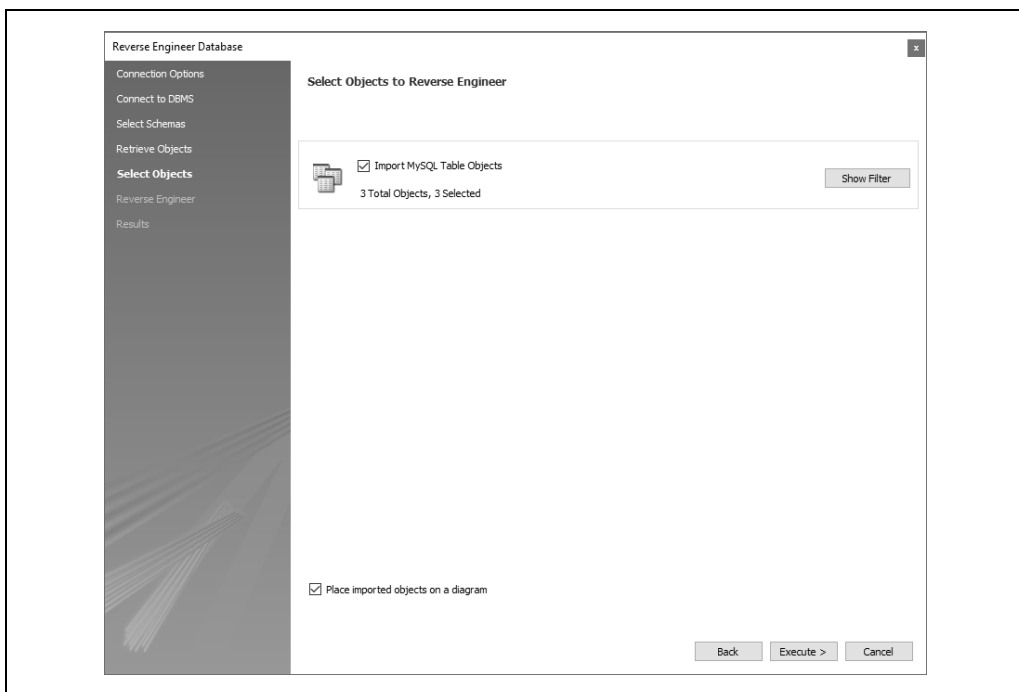 Reverse Engineer Database
x
Connection Options
Connect to DBMS
Select Schemas
Retrieve Objects
Select Objects
Reverse Engineer
Results
Select Objects to Reverse Engineer
Import MySQL Table Objects
3 Total Objects, 3 Selected
Show Filter
Place imported objects on a diagram
Back
Execute >
Cancel